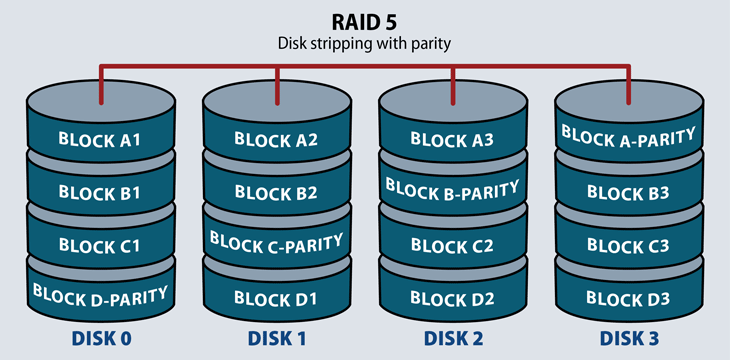 RAID 5
Disk stripping with parity
BLOCK A1
BLOCK A2
BLOCK A3
BLOCK A-PARITY
BLOCK B1
BLOCK B2
BLOCK B-PARITY
BLOCK B3
BLOCK C1
BLOCK C-PARITY
BLOCK C2
BLOCK C3
BLOCK D-PARITY
BLOCK D1
BLOCK D2
BLOCK D3
DISK 0
DISK 1
DISK 2
DISK 3